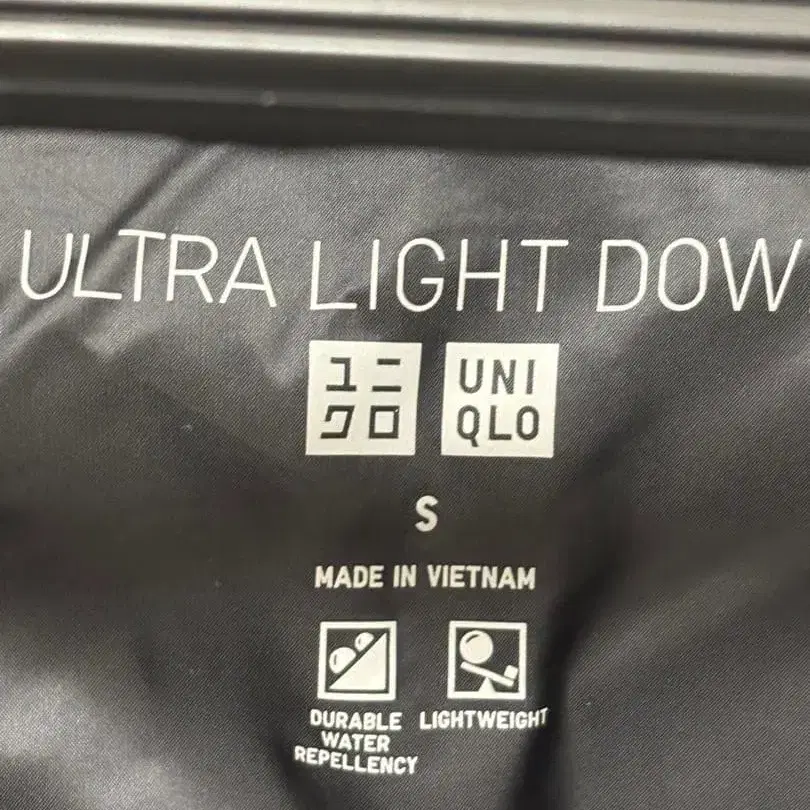 ULTRA LIGHT DOW
ユニ UNI
クロ QLO
S
MADE IN VIETNAM
DURABLE LIGHTWEIGHT
WATER
REPELLENCY